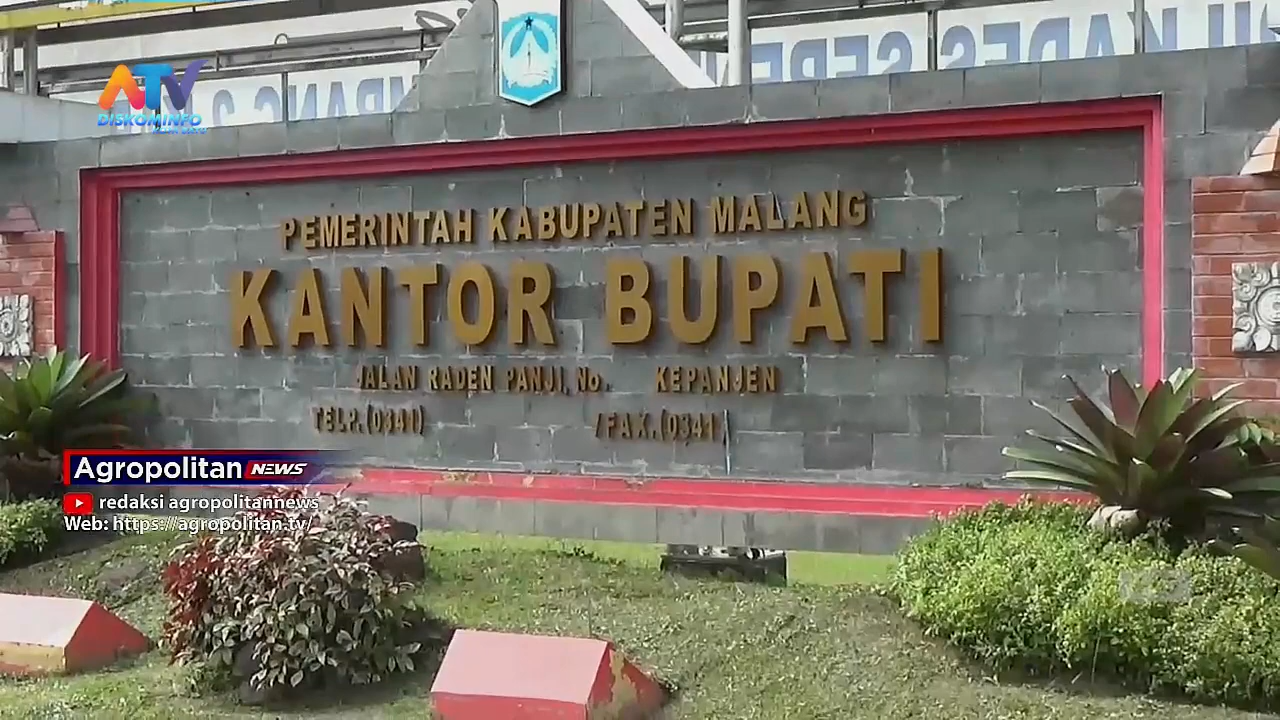 ATV
DISKOMINFO
PEMERINTAH KABUPATEN MALANG
KANTOR BUPATI
JALAN RADEN PANJI, No. KEPANJEN
TELP.(0341) /FAX.(0341)
Agropolitan NEWS
redaksi agropolitannews
Web: https://agropolitan.tv/